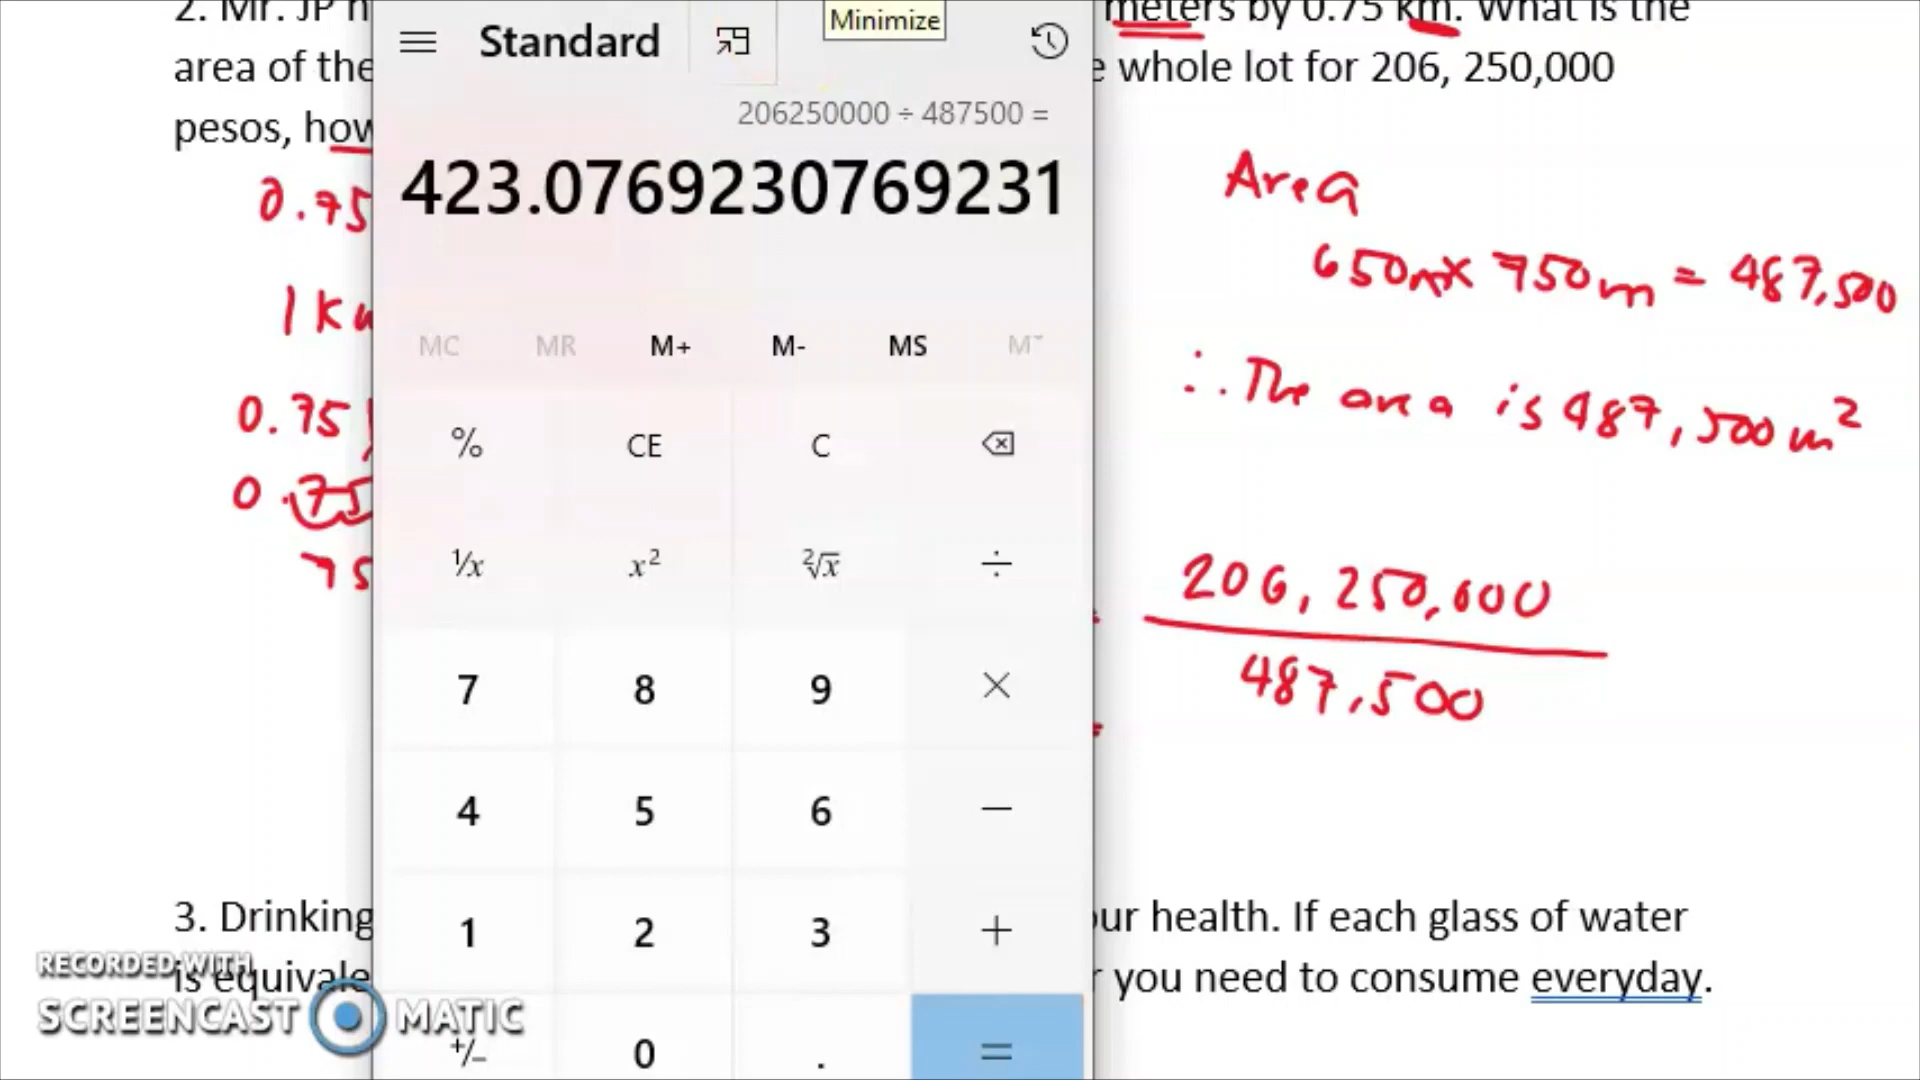 2. Mr. JP h
meters by 0.75 km. What is the
area of the
e whole lot for 206, 250,000
pesos, how
Minimize
Standard
206250000 ÷ 487500 =
423.0769230769231
MC MR M+ M- MS M˅
% CE C
¹/x x² ²√x ÷
7 8 9 ×
4 5 6 −
1 2 3 +
+/− 0 . =
0.75
1 K
0.75
0.75
75
Area
650m x 750m = 487,500
∴ The area is 487,500 m²
=
206,250,000
487,500
=
3. Drinking
our health. If each glass of water
is equivale
r you need to consume everyday.
RECORDED WITH
SCREENCAST MATIC